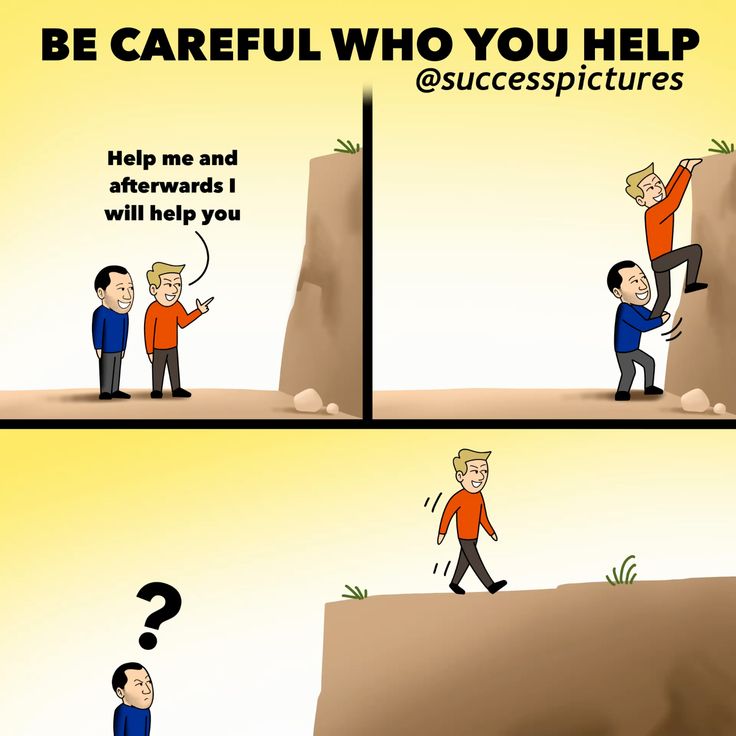 BE CAREFUL WHO YOU HELP
@successpictures
Help me and
afterwards I
will help you
?